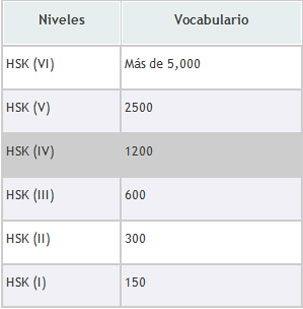 Niveles Vocabulario
HSK (VI) Más de 5,000
HSK (V) 2500
HSK (IV) 1200
HSK (III) 600
HSK (II) 300
HSK (I) 150